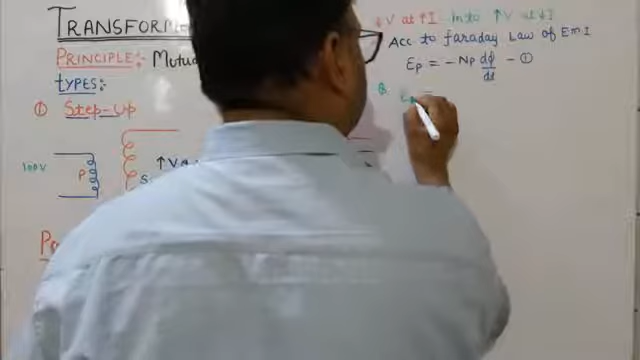 TRANSFORM
PRINCIPLE: Mutu
TYPES:
① Step-Up
100V
P
S
↑V
↓V at ↑I into ↑V at ↓I
Acc to faraday Law of EMI
Ep = - Np dϕ/dt - ①
&